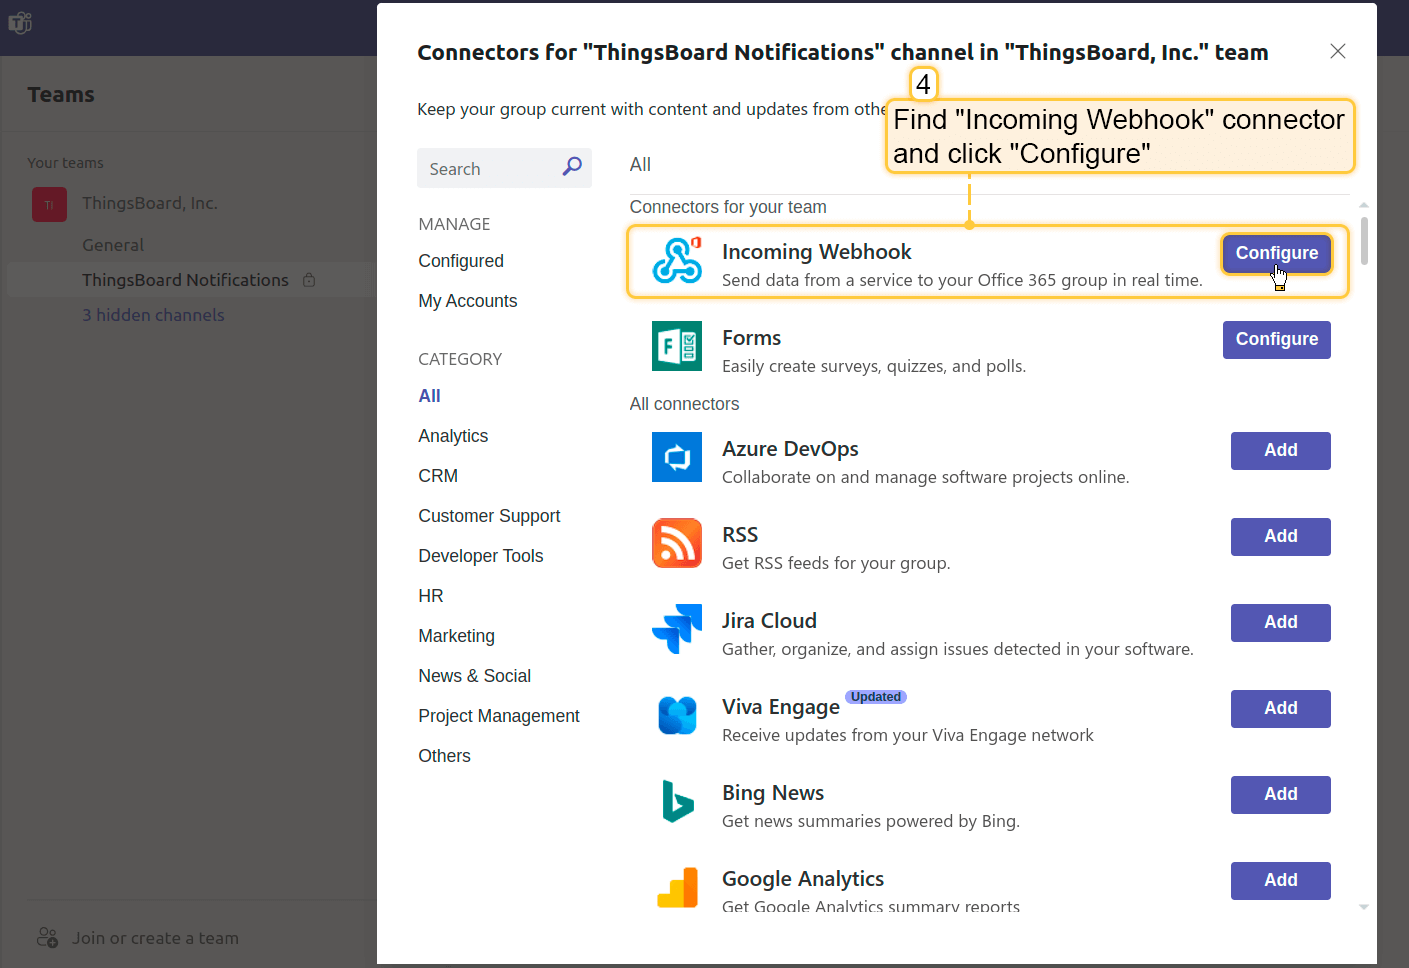 Connectors for "ThingsBoard Notifications" channel in "ThingsBoard, Inc." team
4
Keep your group current with content and updates from othe
Find "Incoming Webhook" connector
and click "Configure"
Teams
Your teams
TI
ThingsBoard, Inc.
General
ThingsBoard Notifications
3 hidden channels
Join or create a team
Search
MANAGE
Configured
My Accounts
CATEGORY
All
Analytics
CRM
Customer Support
Developer Tools
HR
Marketing
News & Social
Project Management
Others
All
Connectors for your team
Incoming Webhook
Send data from a service to your Office 365 group in real time.
Configure
Forms
Easily create surveys, quizzes, and polls.
Configure
All connectors
Azure DevOps
Collaborate on and manage software projects online.
Add
RSS
Get RSS feeds for your group.
Add
Jira Cloud
Gather, organize, and assign issues detected in your software.
Add
Viva Engage Updated
Receive updates from your Viva Engage network
Add
Bing News
Get news summaries powered by Bing.
Add
Google Analytics
Get Google Analytics summary reports
Add